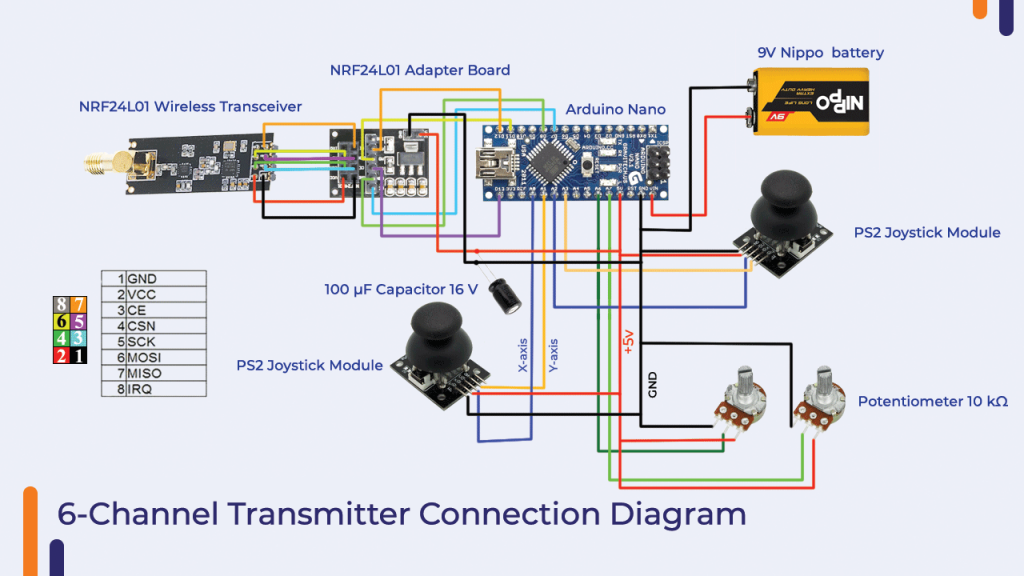 9V Nippo battery
NRF24L01 Adapter Board
NRF24L01 Wireless Transceiver
Arduino Nano
NIPPO
9V
PS2 Joystick Module
100 µF Capacitor 16 V
1 GND
2 VCC
3 CE
4 CSN
5 SCK
6 MOSI
7 MISO
8 IRQ
8 7
6 5
4 3
2 1
X-axis
Y-axis
+5V
GND
PS2 Joystick Module
Potentiometer 10 kΩ
6-Channel Transmitter Connection Diagram